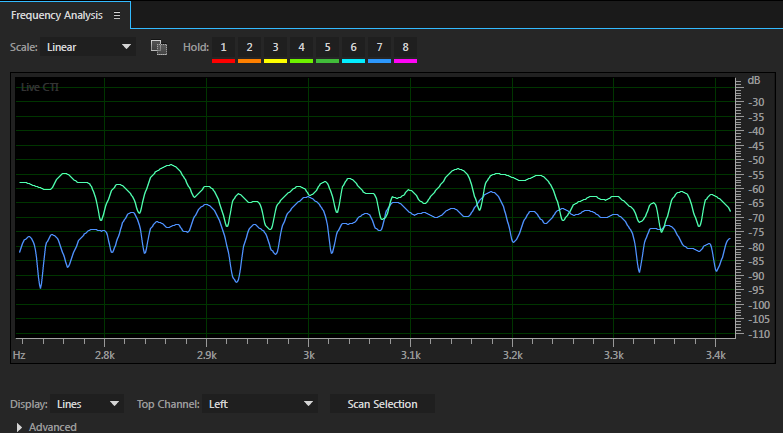 Frequency Analysis
Scale: Linear Hold: 1 2 3 4 5 6 7 8
Live CTI
dB
-30
-35
-40
-45
-50
-55
-60
-65
-70
-75
-80
-85
-90
-95
-100
-105
-110
Hz 2.8k 2.9k 3k 3.1k 3.2k 3.3k 3.4k
Display: Lines Top Channel: Left Scan Selection
Advanced